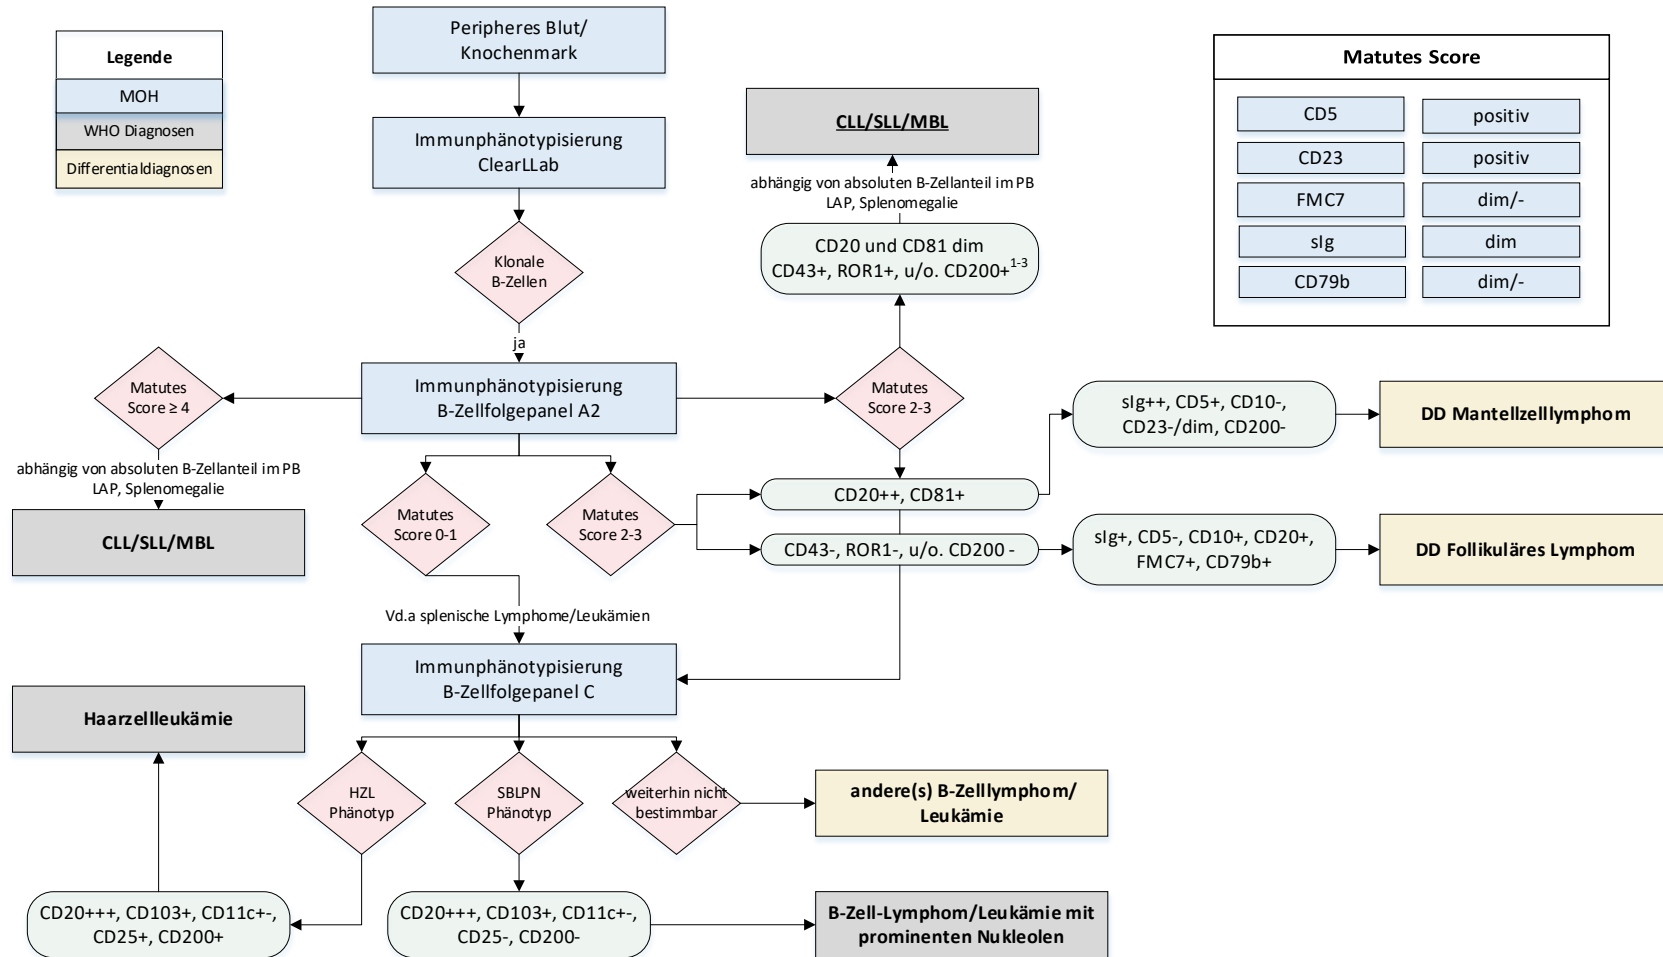 Peripheres Blut/
Knochenmark
Legende
MOH
WHO Diagnosen
Differentialdiagnosen
Matutes Score
CD5
positiv
CD23
positiv
FMC7
dim/-
sIg
dim
CD79b
dim/-
Immunphänotypisierung
ClearLLab
CLL/SLL/MBL
abhängig von absoluten B-Zellanteil im PB
LAP, Splenomegalie
CD20 und CD81 dim
CD43+, ROR1+, u/o. CD200+1-3
Klonale
B-Zellen
ja
Matutes
Score ≥ 4
Immunphänotypisierung
B-Zellfolgepanel A2
Matutes
Score 2-3
sIg++, CD5+, CD10-,
CD23-/dim, CD200-
DD Mantelzelllymphom
abhängig von absoluten B-Zellanteil im PB
LAP, Splenomegalie
CLL/SLL/MBL
Matutes
Score 0-1
Matutes
Score 2-3
CD20++, CD81+
CD43-, ROR1-, u/o. CD200 -
sIg+, CD5-, CD10+, CD20+,
FMC7+, CD79b+
DD Follikuläres Lymphom
Vd.a splenische Lymphome/Leukämien
Immunphänotypisierung
B-Zellfolgepanel C
Haarzellleukämie
HZL
Phänotyp
SBLPN
Phänotyp
weiterhin nicht
bestimmbar
andere(s) B-Zelllymphom/
Leukämie
CD20+++, CD103+, CD11c+-,
CD25+, CD200+
CD20+++, CD103+, CD11c+-,
CD25-, CD200-
B-Zell-Lymphom/Leukämie mit
prominenten Nukleolen